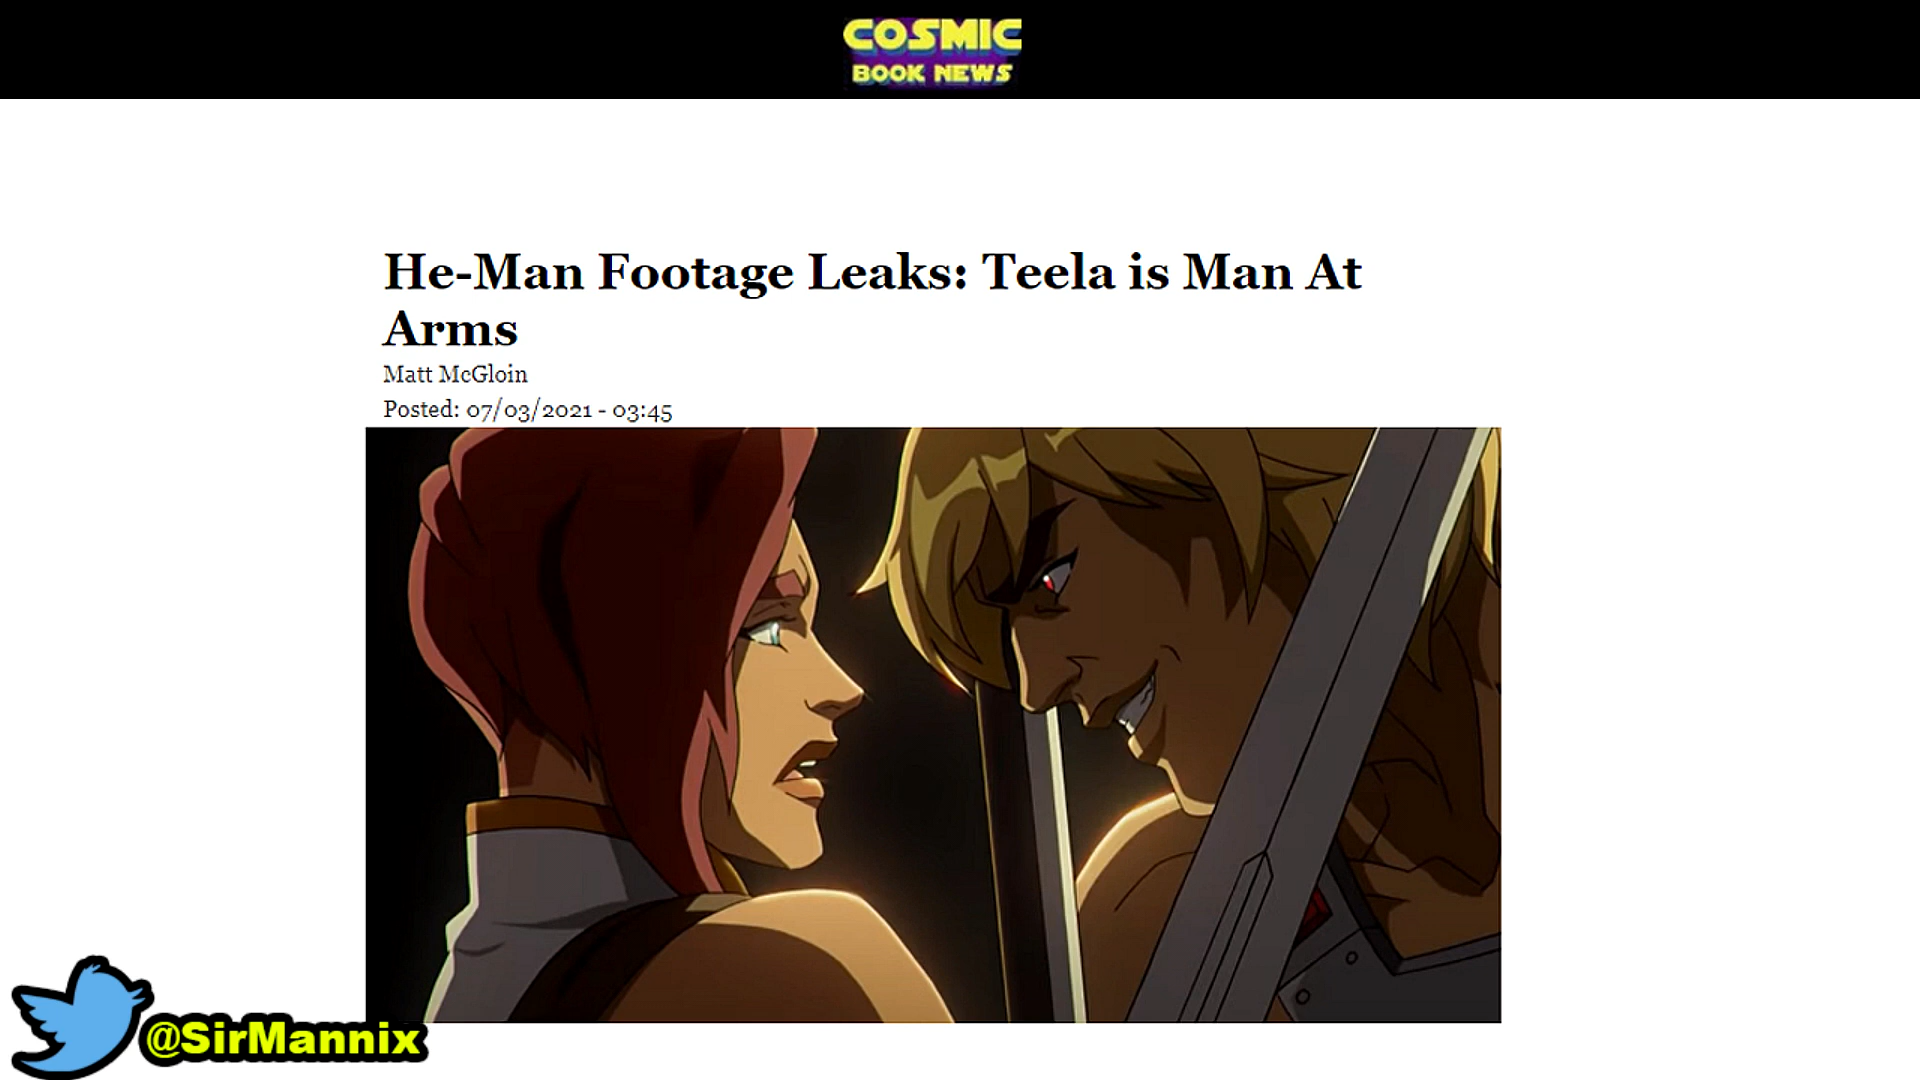 COSMIC
BOOK NEWS
He-Man Footage Leaks: Teela is Man At
Arms
Matt McGloin
Posted: 07/03/2021 - 03:45
@SirMannix